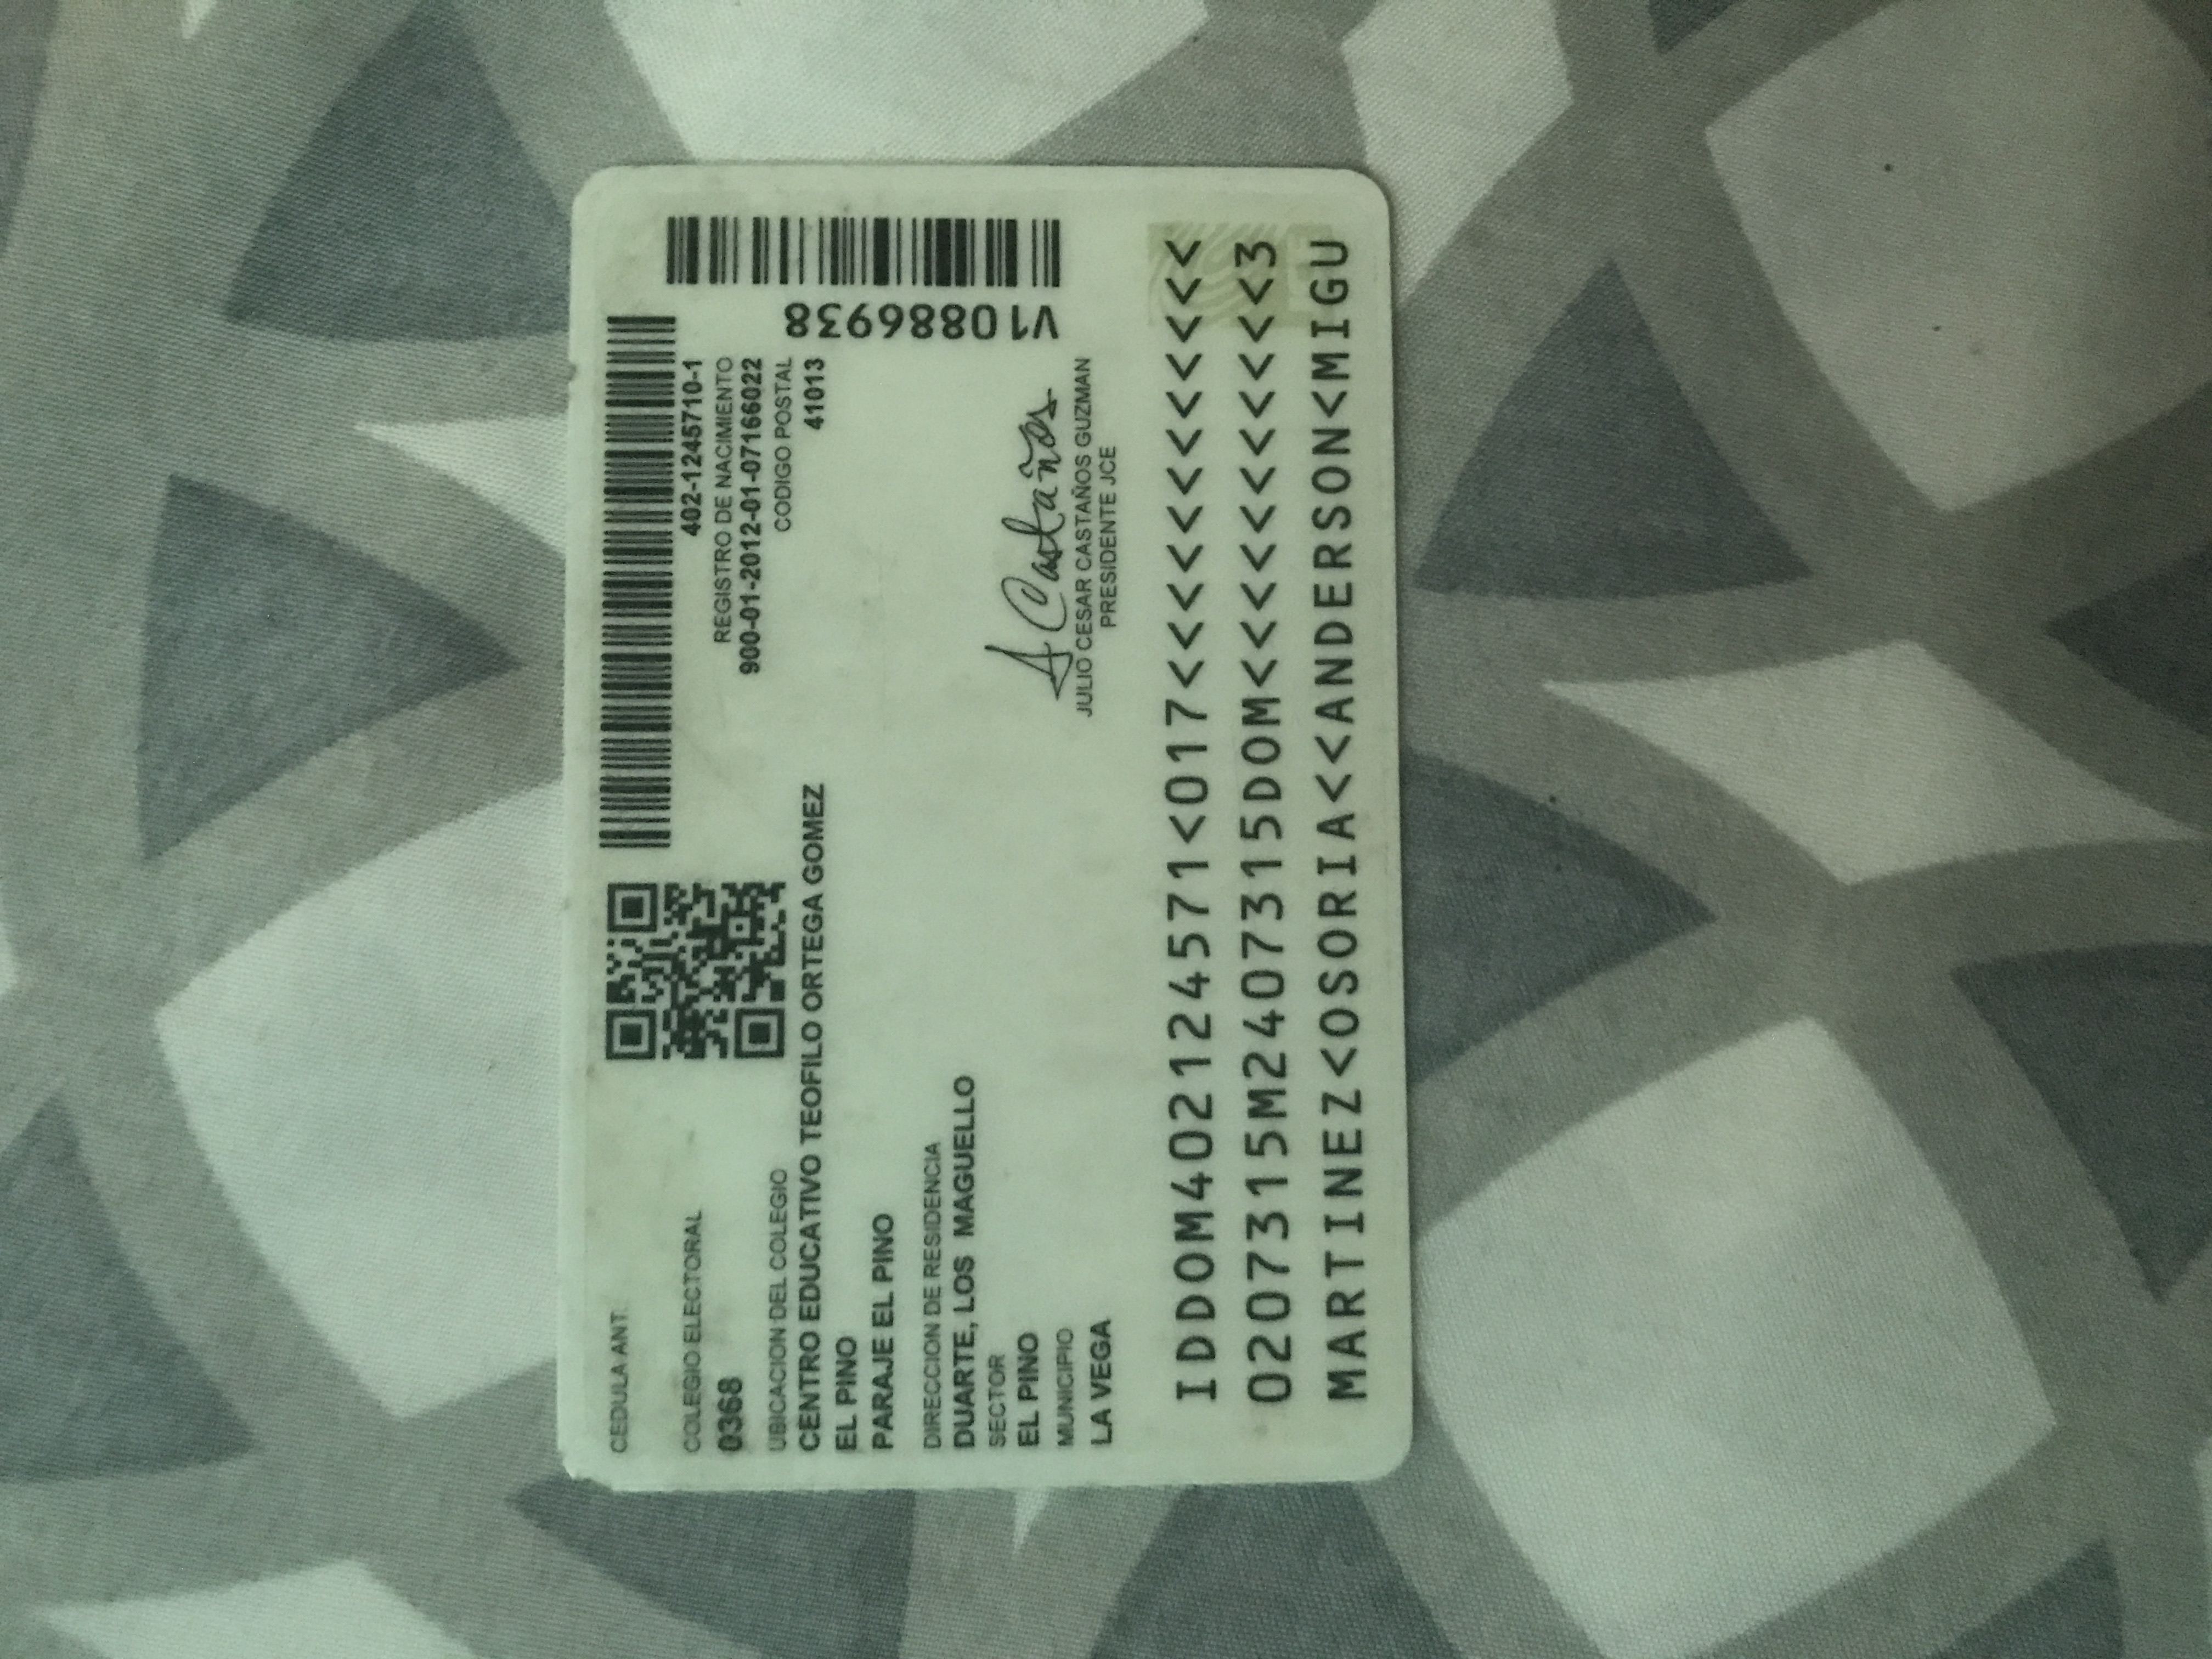 CEDULA ANT.
COLEGIO ELECTORAL
0368
UBICACION DEL COLEGIO
CENTRO EDUCATIVO TEOFILO ORTEGA GOMEZ
EL PINO
PARAJE EL PINO
DIRECCION DE RESIDENCIA
DUARTE, LOS MAGUELLO
SECTOR
EL PINO
MUNICIPIO
LA VEGA
402-1245710-1
REGISTRO DE NACIMIENTO
900-01-2012-01-07166022
CODIGO POSTAL
41013
V10886938
A Castaños
JULIO CESAR CASTAÑOS GUZMAN
PRESIDENTE JCE
IDDOM402124571<017<<<<<<<<<<<<
0207315M2407315DOM<<<<<<<<<<<3
MARTINEZ<OSORIA<<ANDERSON<MIGU